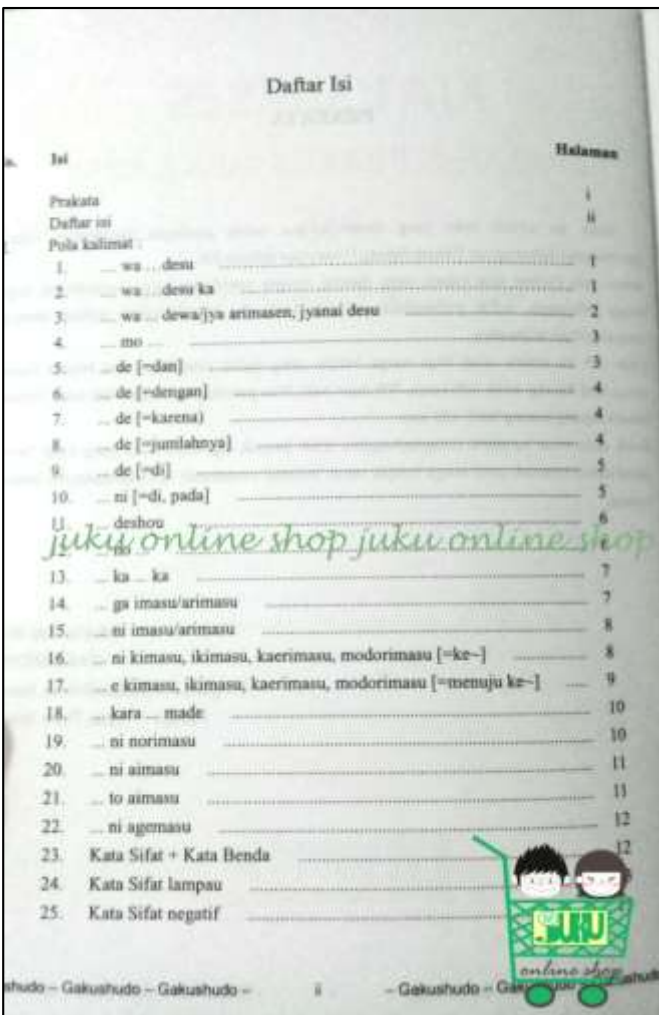 Daftar Isi
Isi Halaman
Prakata i
Daftar isi ii
Pola kalimat :
1. ... wa ... desu 1
2. ... wa ... desu ka 1
3. ... wa ... dewa/jya arimasen, jyanai desu 2
4. ... mo ... 3
5. ... de [=dan] 3
6. ... de [=dengan] 4
7. ... de [=karena) 4
8. ... de [=jumlahnya] 4
9. ... de [=di] 5
10. ... ni [=di, pada] 5
11. ... deshou 6
juku online shop juku online shop
12. 6
13. ... ka ... ka 7
14. ... ga imasu/arimasu 7
15. ... ni imasu/arimasu 8
16. ... ni kimasu, ikimasu, kaerimasu, modorimasu [=ke~] 8
17. ... e kimasu, ikimasu, kaerimasu, modorimasu [=menuju ke~] 9
18. ... kara ... made 10
19. ... ni norimasu 10
20. ... ni aimasu 11
21. ... to aimasu 11
22. ... ni agemasu 12
23. Kata Sifat + Kata Benda 12
24. Kata Sifat lampau
25. Kata Sifat negatif
JUKU
online shop
shudo – Gakushudo – Gakushudo – ii – Gakushudo –